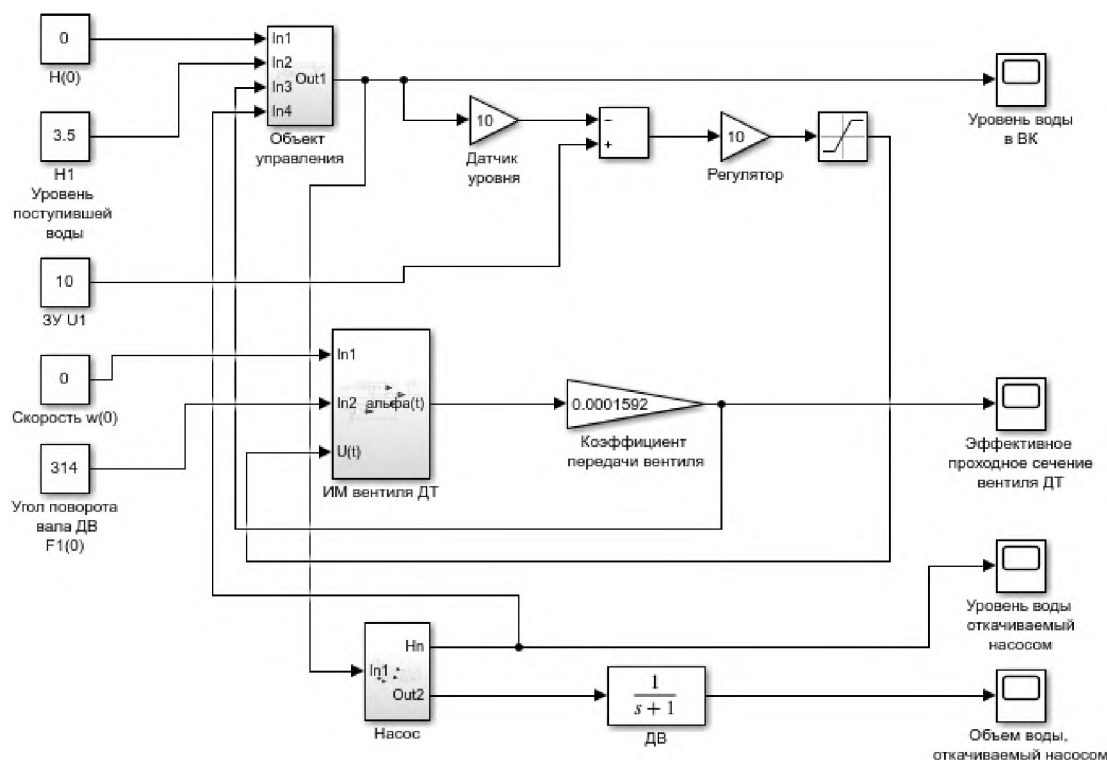 0
H(0)
3.5
H1
Уровень
поступившей
воды
10
ЗУ U1
0
Скорость w(0)
314
Угол поворота
вала ДВ
F1(0)
In1
In2
In3
In4
Out1
Объект
управления
10
Датчик
уровня
−
+
10
Регулятор
Уровень воды
в ВК
In1
In2
U(t)
альфа(t)
ИМ вентиля ДТ
0.0001592
Коэффициент
передачи вентиля
Эффективное
проходное сечение
вентиля ДТ
In1
Hn
Out2
Насос
1
s + 1
ДВ
Уровень воды
откачиваемый
насосом
Объем воды,
откачиваемый насосом